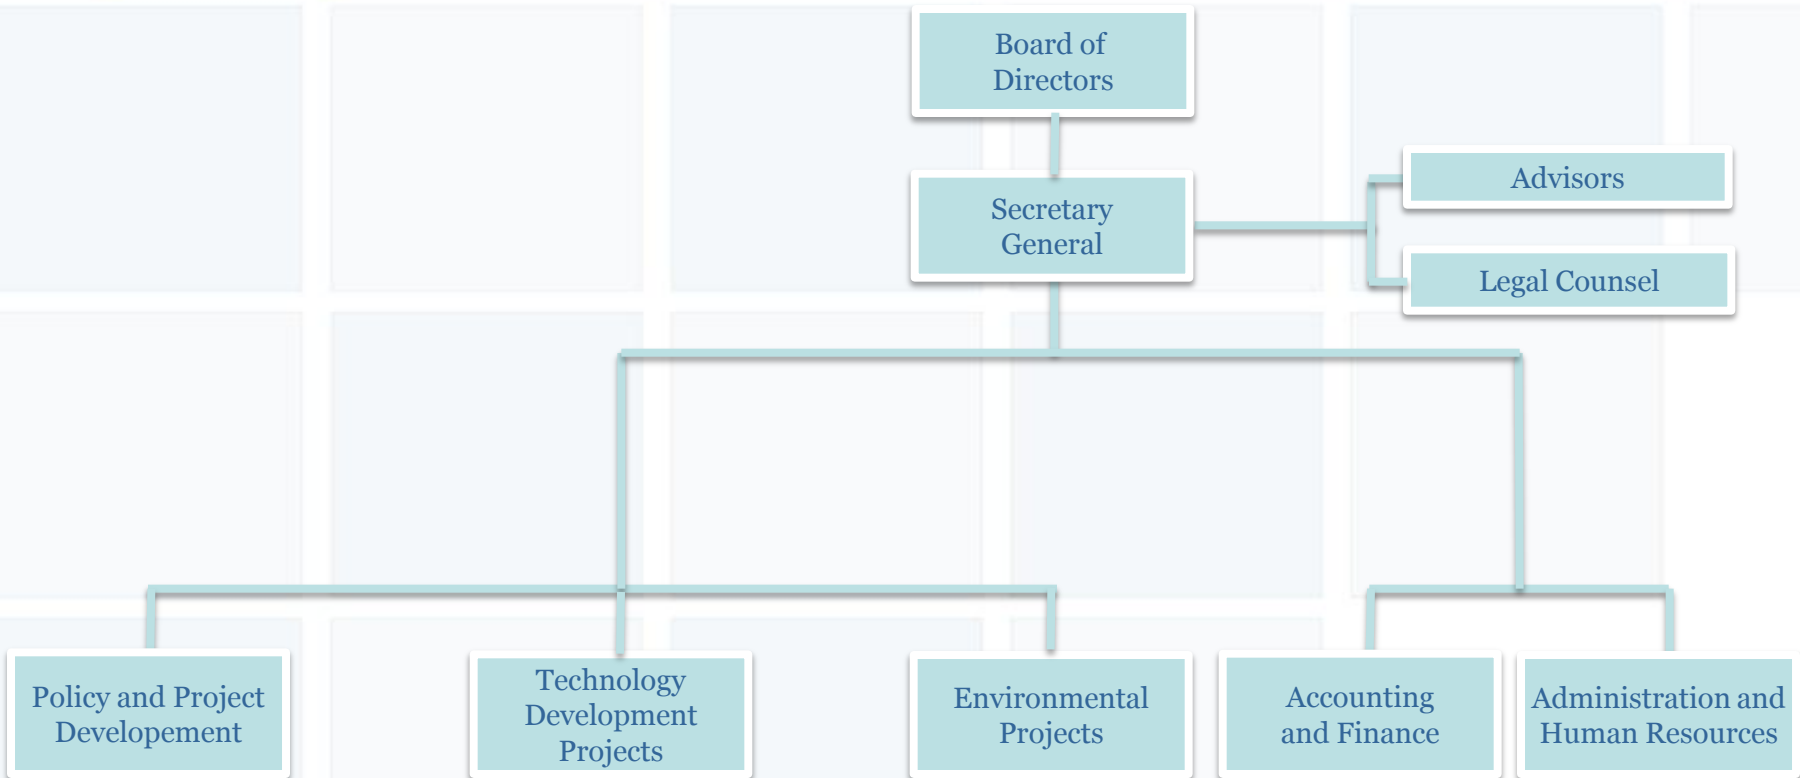 Board of
Directors
Secretary
General
Advisors
Legal Counsel
Policy and Project
Developement
Technology
Development
Projects
Environmental
Projects
Accounting
and Finance
Administration and
Human Resources